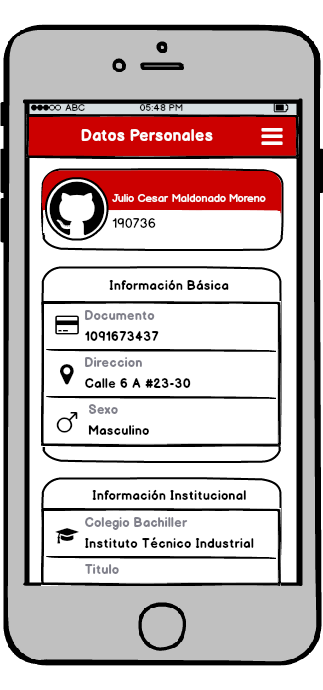 ABC 05:48 PM
Datos Personales
Julio Cesar Maldonado Moreno
190736
Información Básica
Documento
1091673437
Direccion
Calle 6 A #23-30
Sexo
Masculino
Información Institucional
Colegio Bachiller
Instituto Técnico Industrial
Titulo